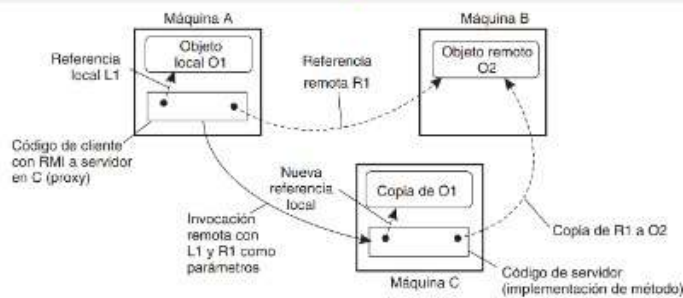 Máquina A
Máquina B
Referencia
local L1
Objeto
local O1
Referencia
remota R1
Objeto remoto
O2
Código de cliente
con RMI a servidor
en C (proxy)
Nueva
referencia
local
Copia de O1
Invocación
remota con
L1 y R1 como
parámetros
Copia de R1 a O2
Máquina C
Código de servidor
(implementación de método)